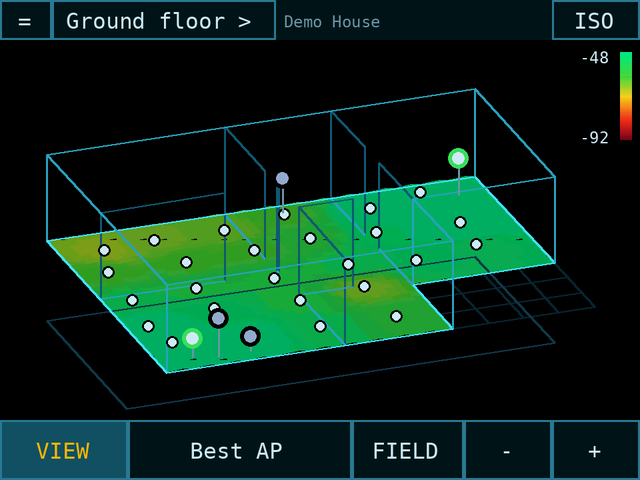 = Ground floor > Demo House ISO
-48
-92
VIEW Best AP FIELD - +